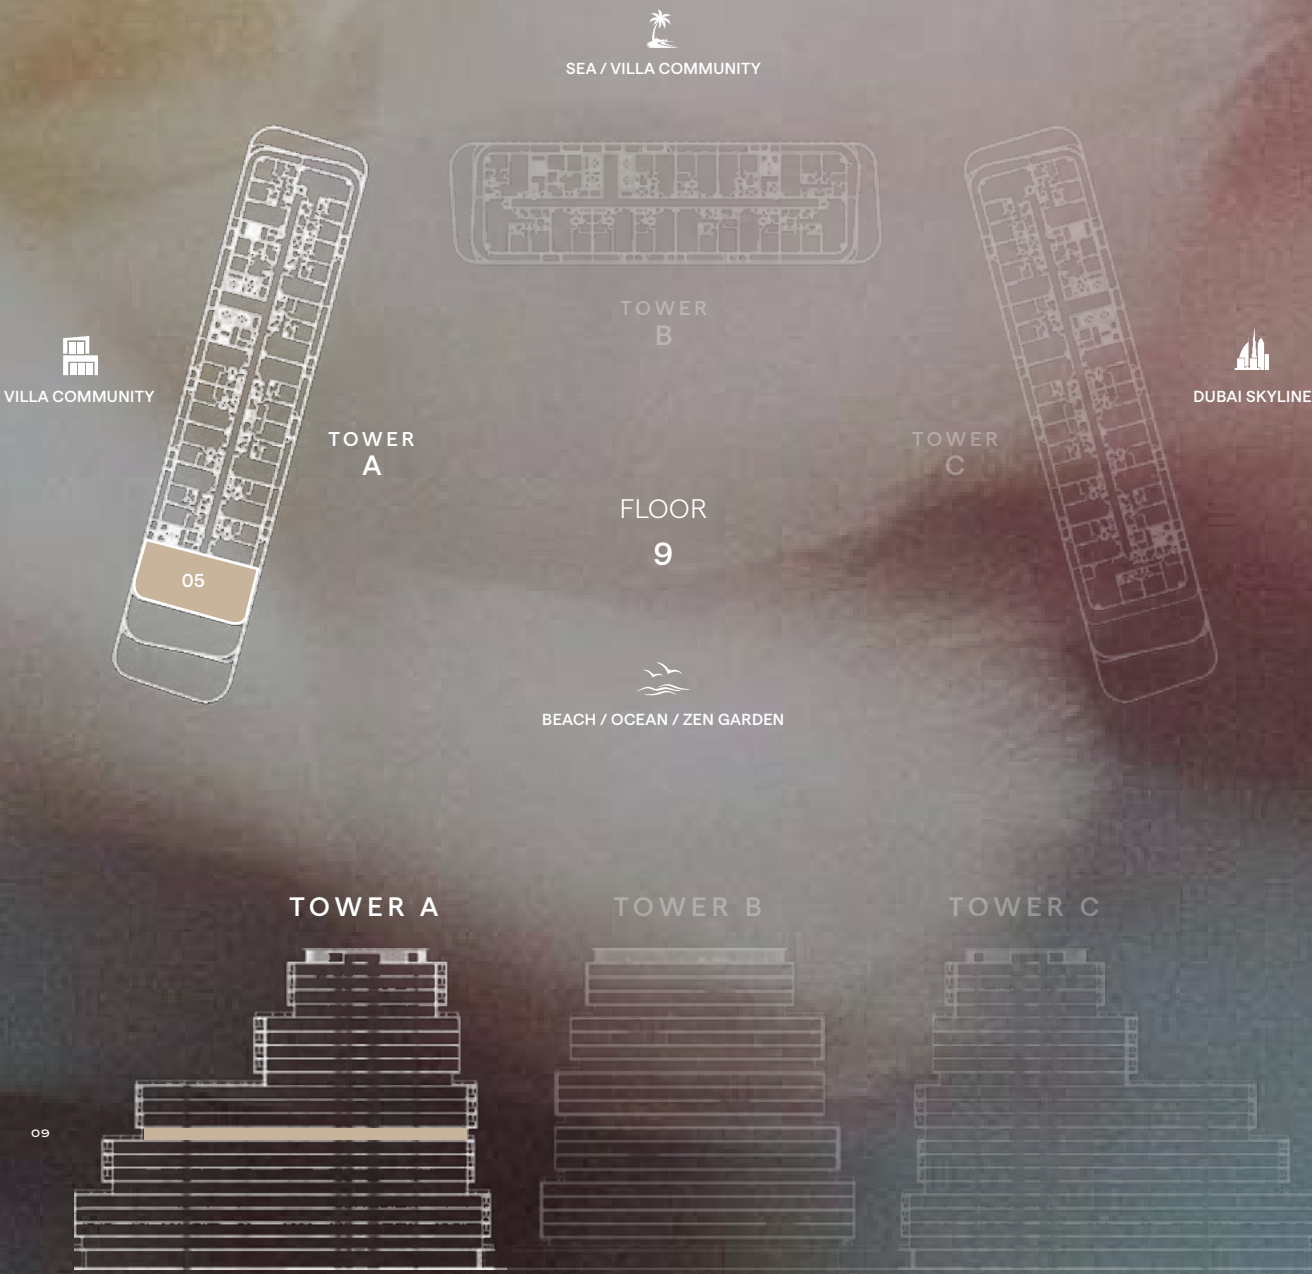 SEA / VILLA COMMUNITY
TOWER
B
VILLA COMMUNITY
DUBAI SKYLINE
TOWER
A
TOWER
C
FLOOR
9
05
BEACH / OCEAN / ZEN GARDEN
TOWER A
TOWER B
TOWER C
09